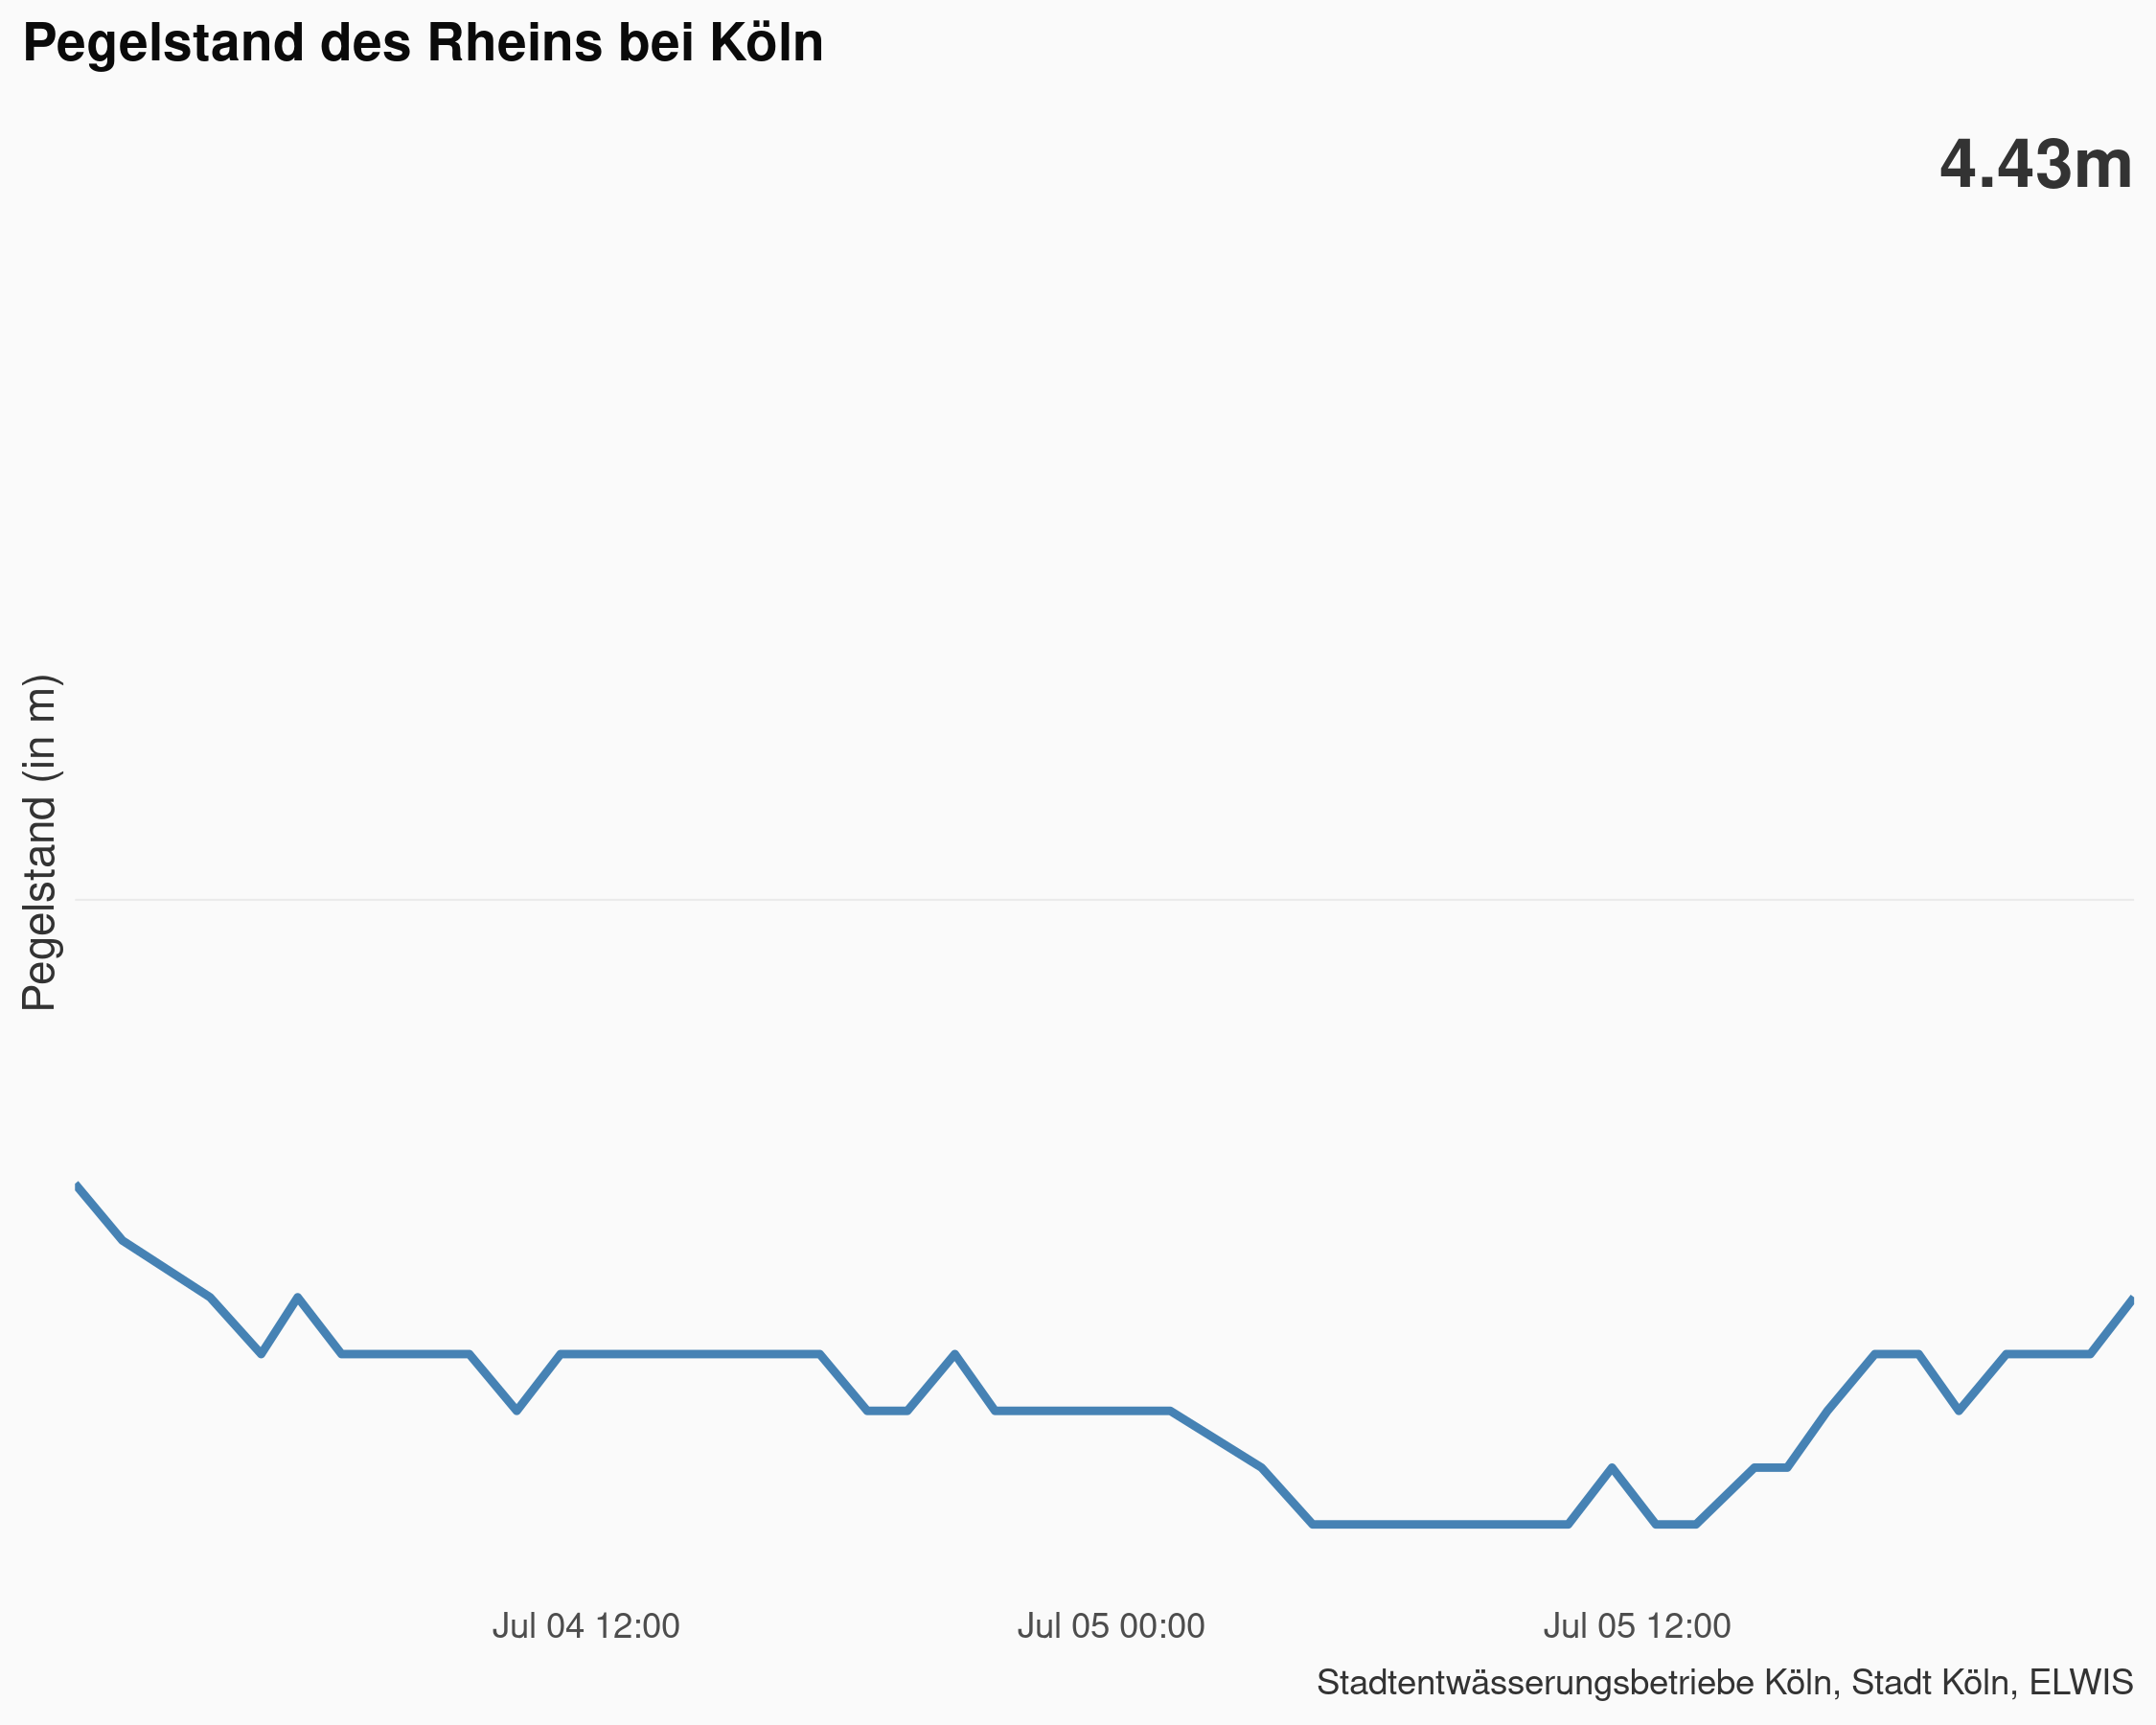 Pegelstand des Rheins bei Köln
4.43m
Pegelstand (in m)
Jul 04 12:00
Jul 05 00:00
Jul 05 12:00
Stadtentwässerungsbetriebe Köln, Stadt Köln, ELWIS